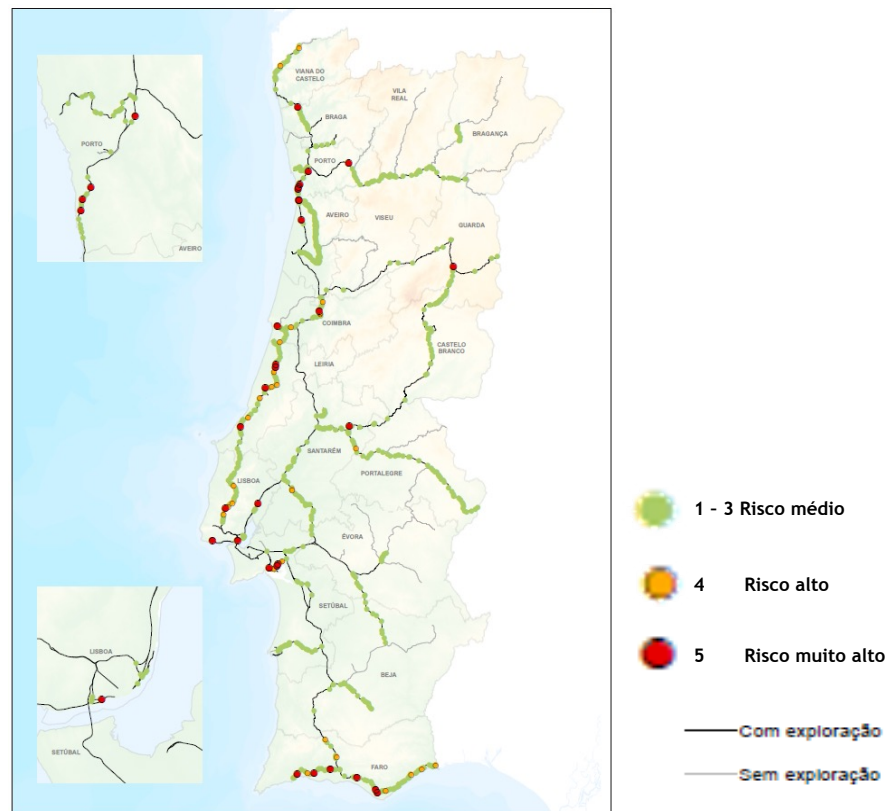 VIANA DO
CASTELO
VILA
REAL
BRAGA
BRAGANÇA
PORTO
AVEIRO
VISEU
GUARDA
COIMBRA
CASTELO
BRANCO
LEIRIA
SANTARÉM
PORTALEGRE
LISBOA
ÉVORA
SETÚBAL
BEJA
FARO
PORTO
AVEIRO
LISBOA
SETÚBAL
1 – 3 Risco médio
4 Risco alto
5 Risco muito alto
Com exploração
Sem exploração